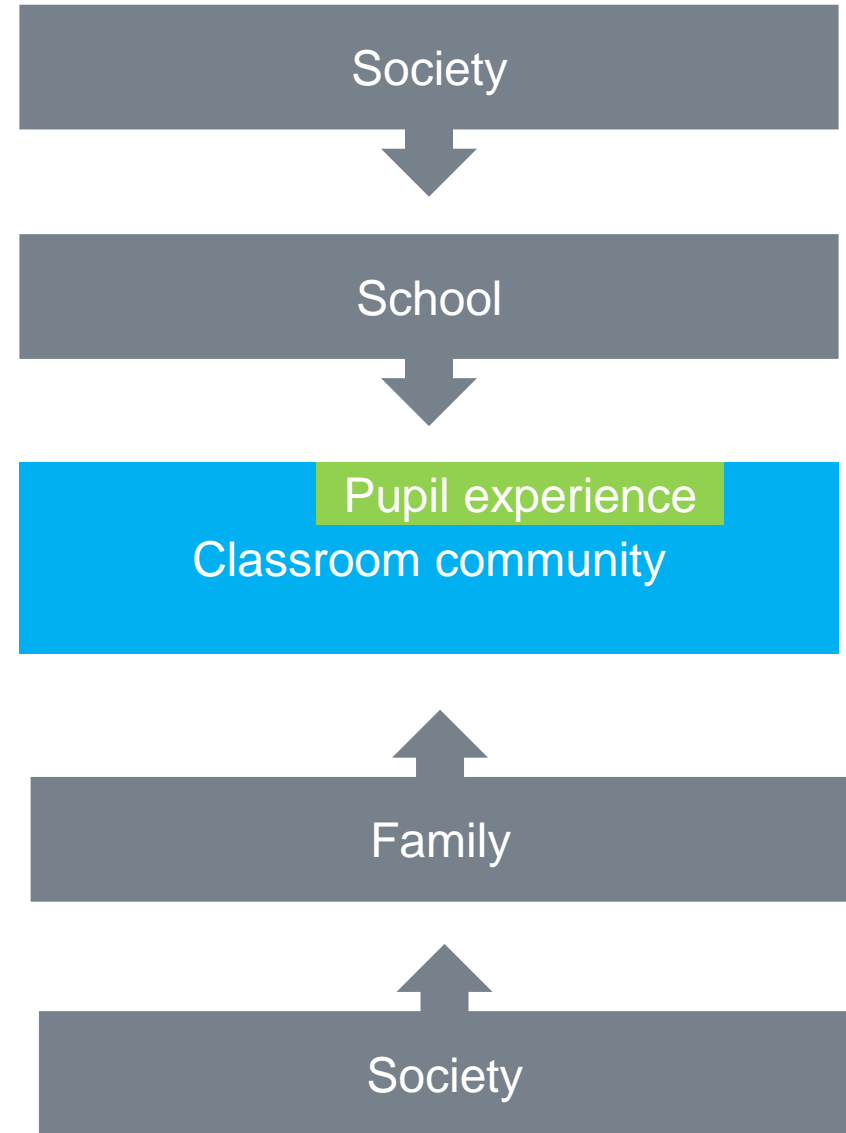 Society
School
Pupil experience
Classroom community
Family
Society